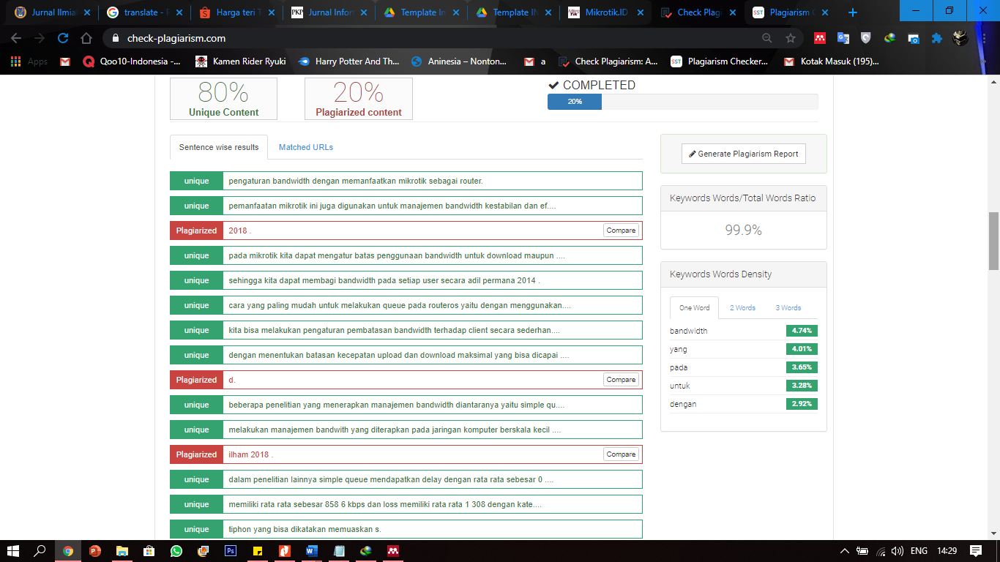 Jurnal Ilmia
translate - P
Harga teri T
Jurnal Infor
Template In
Template IN
Mikrotik.ID
Check Plag
Plagiarism C
check-plagiarism.com
Apps
Qoo10-Indonesia -...
Kamen Rider Ryuki
Harry Potter And Th...
Aninesia – Nonton...
a
Check Plagiarism: A...
Plagiarism Checker...
Kotak Masuk (195)...
80%
Unique Content
20%
Plagiarized content
COMPLETED
20%
Sentence wise results
Matched URLs
Generate Plagiarism Report
unique pengaturan bandwidth dengan memanfaatkan mikrotik sebagai router.
unique pemanfaatan mikrotik ini juga digunakan untuk manajemen bandwidth kestabilan dan ef....
Plagiarized 2018 . Compare
unique pada mikrotik kita dapat mengatur batas penggunaan bandwidth untuk download maupun ....
unique sehingga kita dapat membagi bandwidth pada setiap user secara adil permana 2014 .
unique cara yang paling mudah untuk melakukan queue pada routeros yaitu dengan menggunakan....
unique kita bisa melakukan pengaturan pembatasan bandwidth terhadap client secara sederhan....
unique dengan menentukan batasan kecepatan upload dan download maksimal yang bisa dicapai ....
Plagiarized d. Compare
unique beberapa penelitian yang menerapkan manajemen bandwidth diantaranya yaitu simple qu....
unique melakukan manajemen bandwith yang diterapkan pada jaringan komputer berskala kecil ....
Plagiarized ilham 2018 . Compare
unique dalam penelitian lainnya simple queue mendapatkan delay dengan rata rata sebesar 0 ....
unique memiliki rata rata sebesar 858 6 kbps dan loss memiliki rata rata 1 308 dengan kate....
unique tiphon yang bisa dikatakan memuaskan s.
Keywords Words/Total Words Ratio
99.9%
Keywords Words Density
One Word 2 Words 3 Words
bandwidth 4.74%
yang 4.01%
pada 3.65%
untuk 3.28%
dengan 2.92%
ENG 14:29